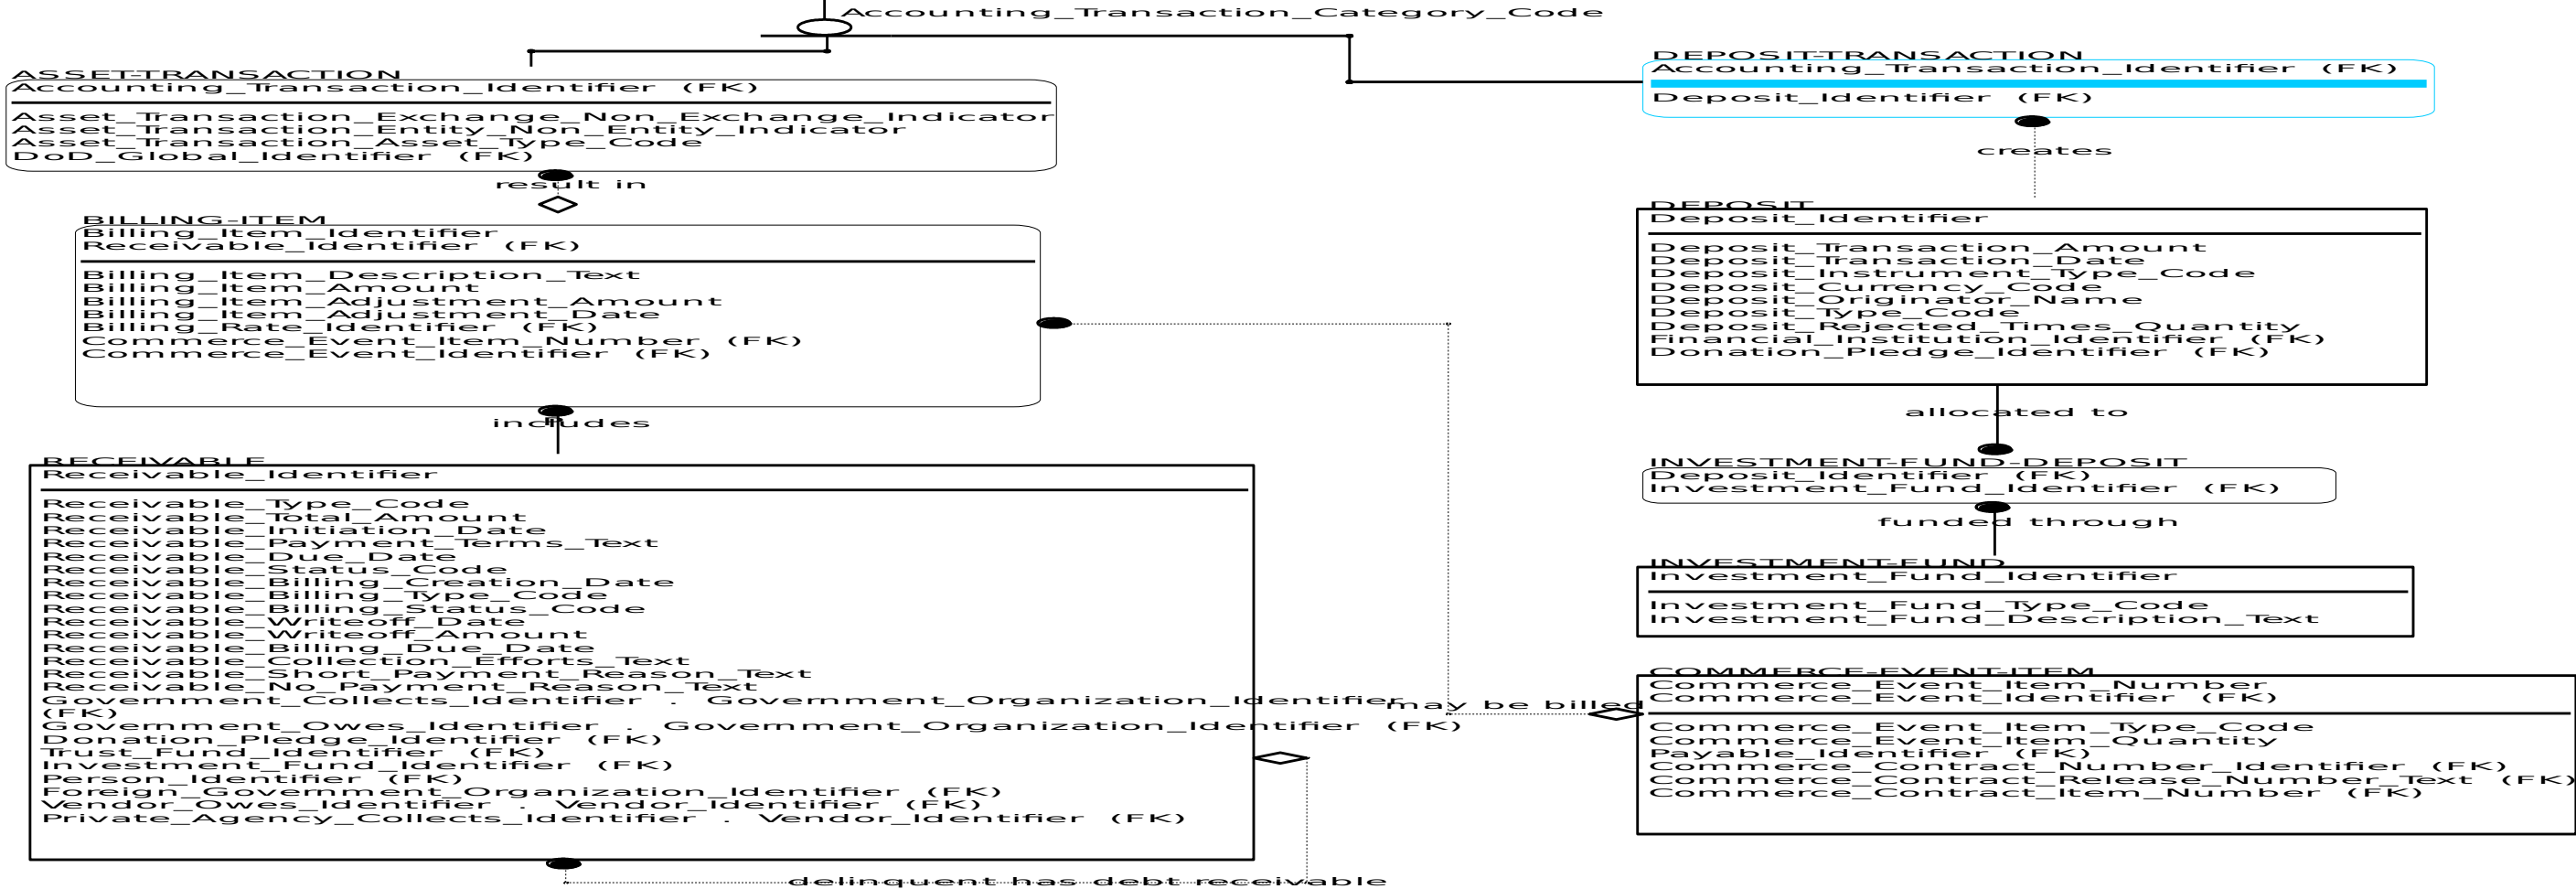 Accounting_Transaction_Category_Code
ASSET-TRANSACTION
Accounting_Transaction_Identifier (FK)
Asset_Transaction_Exchange_Non_Exchange_Indicator
Asset_Transaction_Entity_Non_Entity_Indicator
Asset_Transaction_Asset_Type_Code
DoD_Global_Identifier (FK)
result in
BILLING-ITEM
Billing_Item_Identifier
Receivable_Identifier (FK)
Billing_Item_Description_Text
Billing_Item_Amount
Billing_Item_Adjustment_Amount
Billing_Item_Adjustment_Date
Billing_Rate_Identifier (FK)
Commerce_Event_Item_Number (FK)
Commerce_Event_Identifier (FK)
includes
RECEIVABLE
Receivable_Identifier
Receivable_Type_Code
Receivable_Total_Amount
Receivable_Initiation_Date
Receivable_Payment_Terms_Text
Receivable_Due_Date
Receivable_Status_Code
Receivable_Billing_Creation_Date
Receivable_Billing_Type_Code
Receivable_Billing_Status_Code
Receivable_Writeoff_Date
Receivable_Writeoff_Amount
Receivable_Billing_Due_Date
Receivable_Collection_Efforts_Text
Receivable_Short_Payment_Reason_Text
Receivable_No_Payment_Reason_Text
Government_Collects_Identifier . Government_Organization_Identifier
(FK)
Government_Owes_Identifier . Government_Organization_Identifier (FK)
Donation_Pledge_Identifier (FK)
Trust_Fund_Identifier (FK)
Investment_Fund_Identifier (FK)
Person_Identifier (FK)
Foreign_Government_Organization_Identifier (FK)
Vendor_Owes_Identifier . Vendor_Identifier (FK)
Private_Agency_Collects_Identifier . Vendor_Identifier (FK)
delinquent has debt receivable
DEPOSIT-TRANSACTION
Accounting_Transaction_Identifier (FK)
Deposit_Identifier (FK)
creates
DEPOSIT
Deposit_Identifier
Deposit_Transaction_Amount
Deposit_Transaction_Date
Deposit_Instrument_Type_Code
Deposit_Currency_Code
Deposit_Originator_Name
Deposit_Type_Code
Deposit_Rejected_Times_Quantity
Financial_Institution_Identifier (FK)
Donation_Pledge_Identifier (FK)
allocated to
INVESTMENT-FUND-DEPOSIT
Deposit_Identifier (FK)
Investment_Fund_Identifier (FK)
funded through
INVESTMENT-FUND
Investment_Fund_Identifier
Investment_Fund_Type_Code
Investment_Fund_Description_Text
may be billed
COMMERCE-EVENT-ITEM
Commerce_Event_Item_Number
Commerce_Event_Identifier (FK)
Commerce_Event_Item_Type_Code
Commerce_Event_Item_Quantity
Payable_Identifier (FK)
Commerce_Contract_Number_Identifier (FK)
Commerce_Contract_Release_Number_Text (FK)
Commerce_Contract_Item_Number (FK)